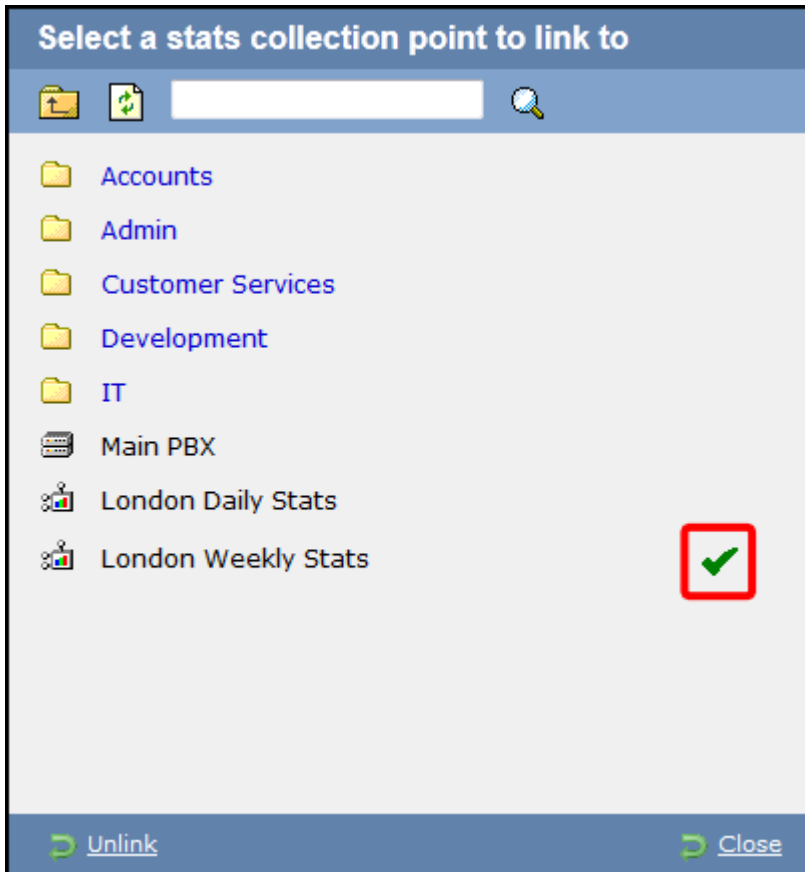 Select a stats collection point to link to
Accounts
Admin
Customer Services
Development
IT
Main PBX
London Daily Stats
London Weekly Stats
Unlink Close